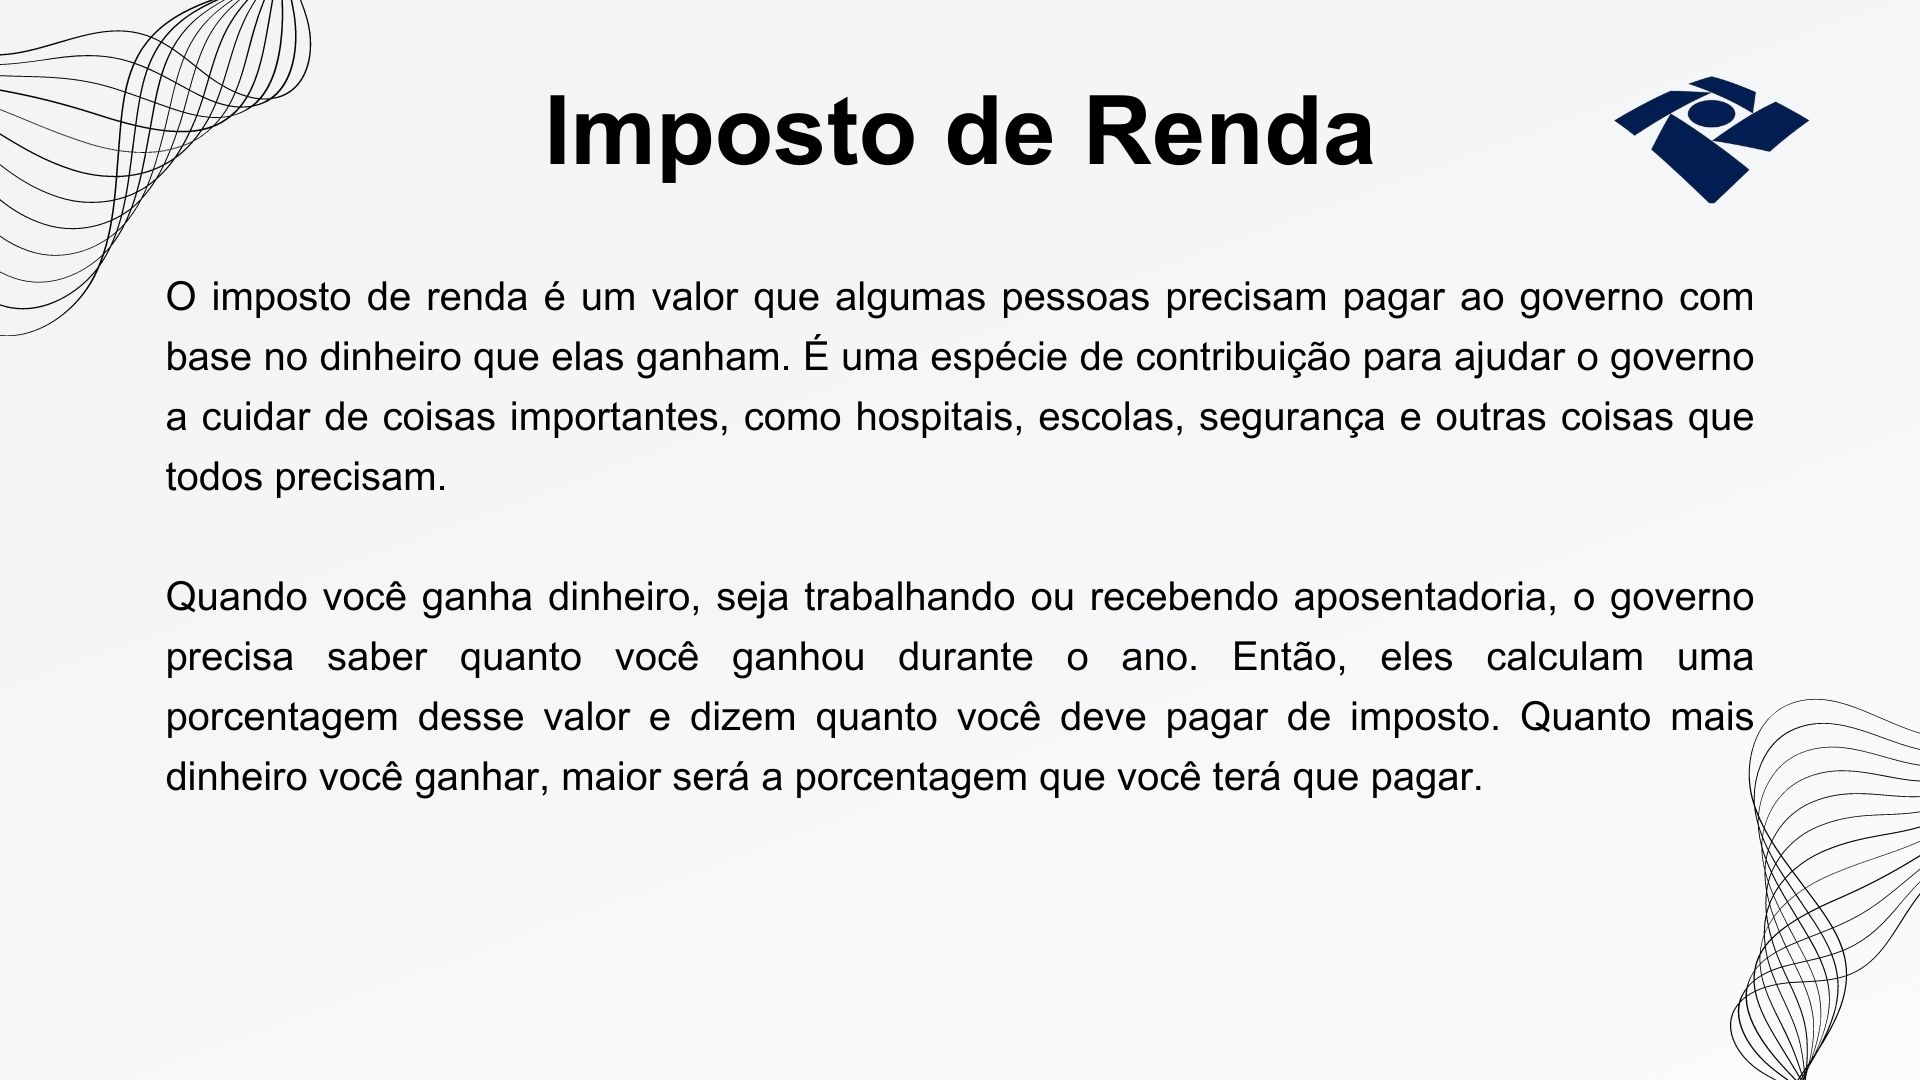 Imposto de Renda
O imposto de renda é um valor que algumas pessoas precisam pagar ao governo com
base no dinheiro que elas ganham. É uma espécie de contribuição para ajudar o governo
a cuidar de coisas importantes, como hospitais, escolas, segurança e outras coisas que
todos precisam.
Quando você ganha dinheiro, seja trabalhando ou recebendo aposentadoria, o governo
precisa saber quanto você ganhou durante o ano. Então, eles calculam uma
porcentagem desse valor e dizem quanto você deve pagar de imposto. Quanto mais
dinheiro você ganhar, maior será a porcentagem que você terá que pagar.